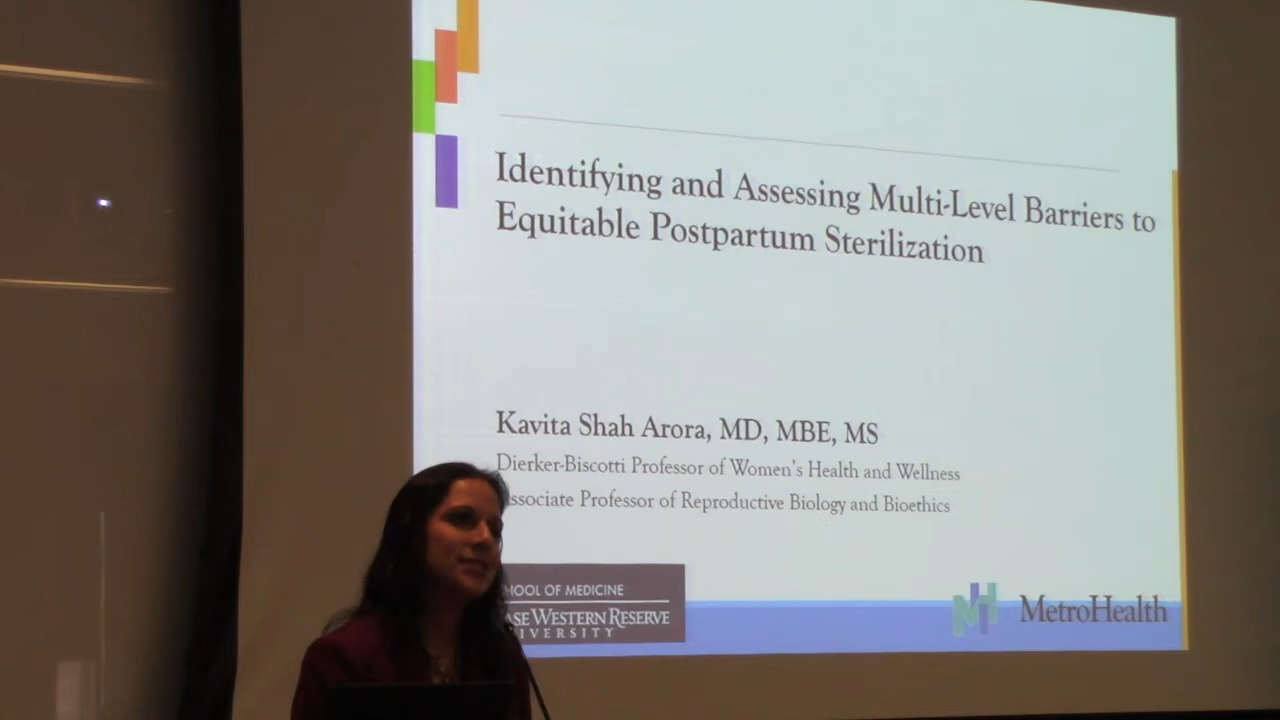 Identifying and Assessing Multi-Level Barriers to
Equitable Postpartum Sterilization
Kavita Shah Arora, MD, MBE, MS
Dierker-Biscotti Professor of Women's Health and Wellness
ssociate Professor of Reproductive Biology and Bioethics
HOOL OF MEDICINE
ASE WESTERN RESERVE
IVERSITY
MetroHealth